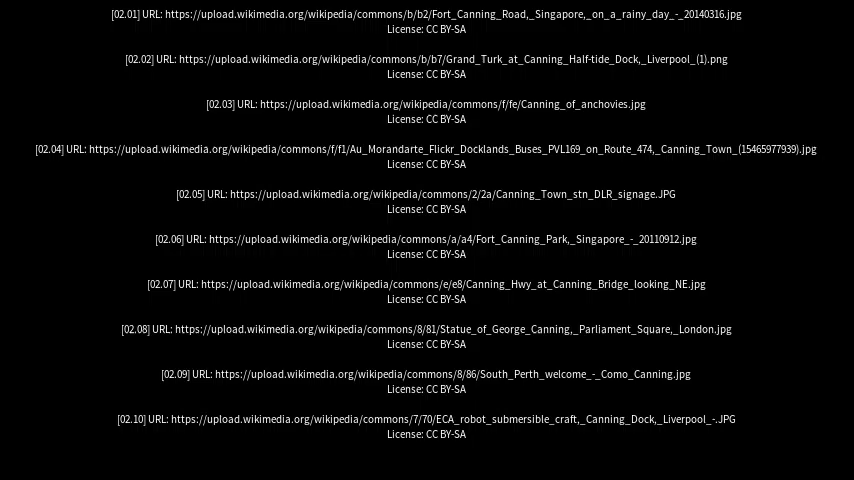 [02.01] URL: https://upload.wikimedia.org/wikipedia/commons/b/b2/Fort_Canning_Road,_Singapore,_on_a_rainy_day_-_20140316.jpg
License: CC BY-SA
[02.02] URL: https://upload.wikimedia.org/wikipedia/commons/b/b7/Grand_Turk_at_Canning_Half-tide_Dock,_Liverpool_(1).png
License: CC BY-SA
[02.03] URL: https://upload.wikimedia.org/wikipedia/commons/f/fe/Canning_of_anchovies.jpg
License: CC BY-SA
[02.04] URL: https://upload.wikimedia.org/wikipedia/commons/f/f1/Au_Morandarte_Flickr_Docklands_Buses_PVL169_on_Route_474,_Canning_Town_(15465977939).jpg
License: CC BY-SA
[02.05] URL: https://upload.wikimedia.org/wikipedia/commons/2/2a/Canning_Town_stn_DLR_signage.JPG
License: CC BY-SA
[02.06] URL: https://upload.wikimedia.org/wikipedia/commons/a/a4/Fort_Canning_Park,_Singapore_-_20110912.jpg
License: CC BY-SA
[02.07] URL: https://upload.wikimedia.org/wikipedia/commons/e/e8/Canning_Hwy_at_Canning_Bridge_looking_NE.jpg
License: CC BY-SA
[02.08] URL: https://upload.wikimedia.org/wikipedia/commons/8/81/Statue_of_George_Canning,_Parliament_Square,_London.jpg
License: CC BY-SA
[02.09] URL: https://upload.wikimedia.org/wikipedia/commons/8/86/South_Perth_welcome_-_Como_Canning.jpg
License: CC BY-SA
[02.10] URL: https://upload.wikimedia.org/wikipedia/commons/7/70/ECA_robot_submersible_craft,_Canning_Dock,_Liverpool_-.JPG
License: CC BY-SA